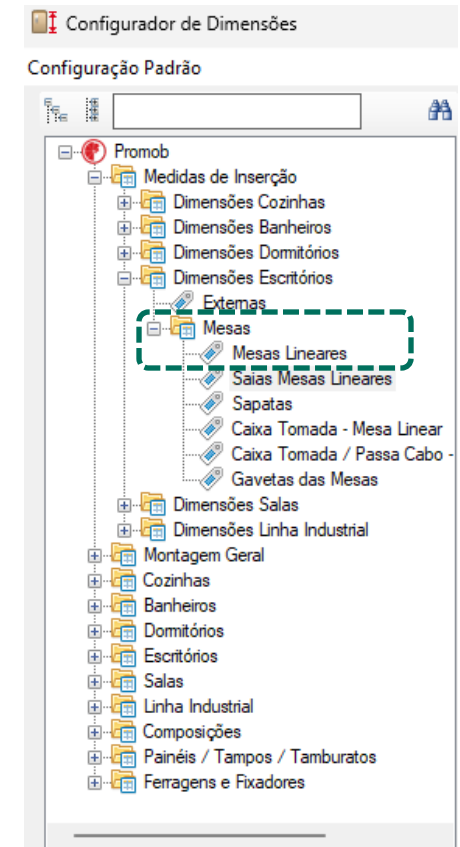 Configurador de Dimensões
Configuração Padrão
Promob
Medidas de Inserção
Dimensões Cozinhas
Dimensões Banheiros
Dimensões Dormitórios
Dimensões Escritórios
Externas
Mesas
Mesas Lineares
Saias Mesas Lineares
Sapatas
Caixa Tomada - Mesa Linear
Caixa Tomada / Passa Cabo -
Gavetas das Mesas
Dimensões Salas
Dimensões Linha Industrial
Montagem Geral
Cozinhas
Banheiros
Dormitórios
Escritórios
Salas
Linha Industrial
Composições
Painéis / Tampos / Tamburatos
Ferragens e Fixadores